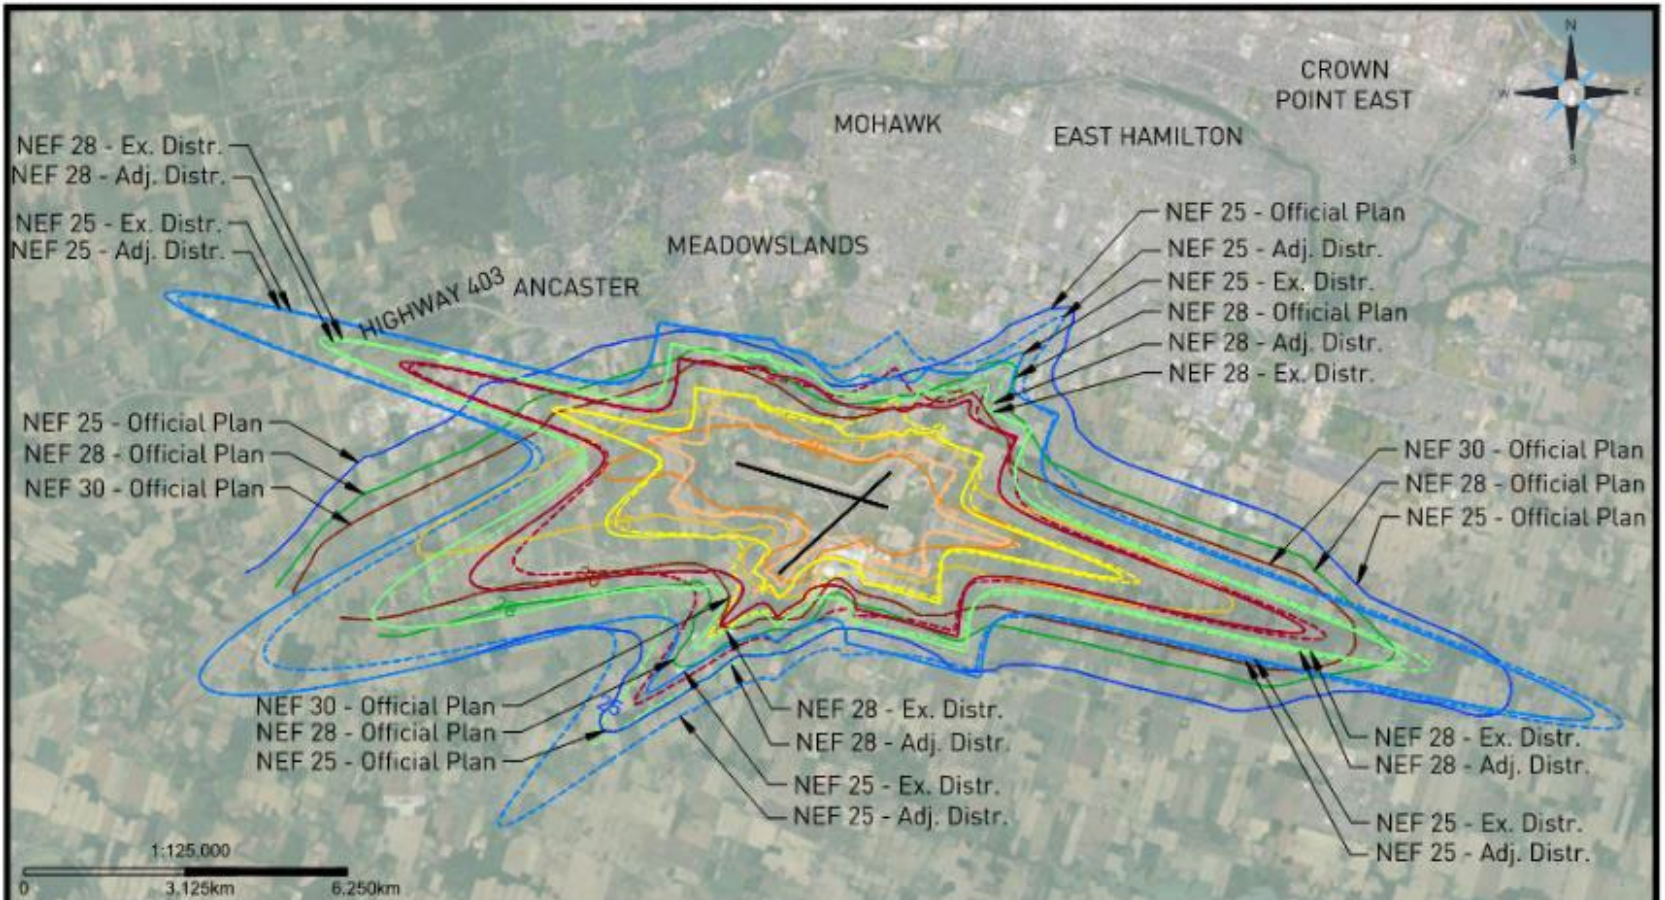 N
W
E
S
CROWN
POINT EAST
MOHAWK
EAST HAMILTON
NEF 28 - Ex. Distr.
NEF 28 - Adj. Distr.
NEF 25 - Ex. Distr.
NEF 25 - Adj. Distr.
MEADOWSLANDS
HIGHWAY 403
ANCASTER
NEF 25 - Official Plan
NEF 25 - Adj. Distr.
NEF 25 - Ex. Distr.
NEF 28 - Official Plan
NEF 28 - Adj. Distr.
NEF 28 - Ex. Distr.
NEF 25 - Official Plan
NEF 28 - Official Plan
NEF 30 - Official Plan
NEF 30 - Official Plan
NEF 28 - Official Plan
NEF 25 - Official Plan
NEF 30 - Official Plan
NEF 28 - Official Plan
NEF 25 - Official Plan
NEF 28 - Ex. Distr.
NEF 28 - Adj. Distr.
NEF 25 - Ex. Distr.
NEF 25 - Adj. Distr.
NEF 28 - Ex. Distr.
NEF 28 - Adj. Distr.
NEF 25 - Ex. Distr.
NEF 25 - Adj. Distr.
1:125,000
0 3.125km 6.250km